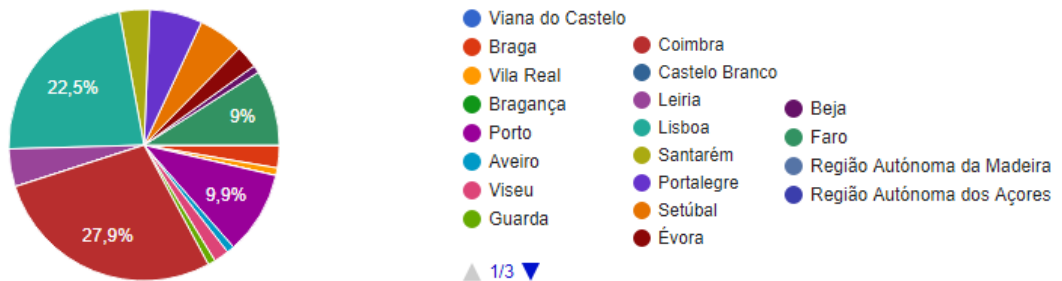 22,5%
9%
9,9%
27,9%
Viana do Castelo
Braga
Vila Real
Bragança
Porto
Aveiro
Viseu
Guarda
Coimbra
Castelo Branco
Leiria
Lisboa
Santarém
Portalegre
Setúbal
Évora
Beja
Faro
Região Autónoma da Madeira
Região Autónoma dos Açores
1/3